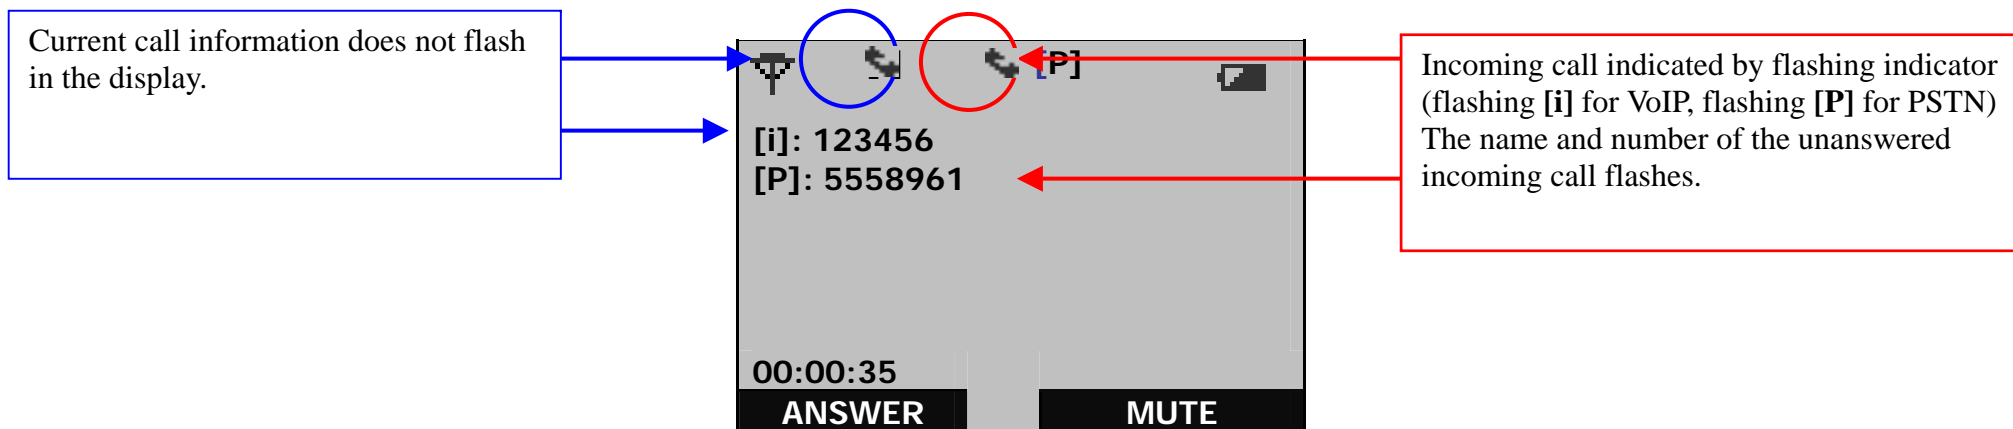 Current call information does not flash
in the display.
[P]
[i]: 123456
[P]: 5558961
00:00:35
ANSWER MUTE
Incoming call indicated by flashing indicator
(flashing [i] for VoIP, flashing [P] for PSTN)
The name and number of the unanswered
incoming call flashes.